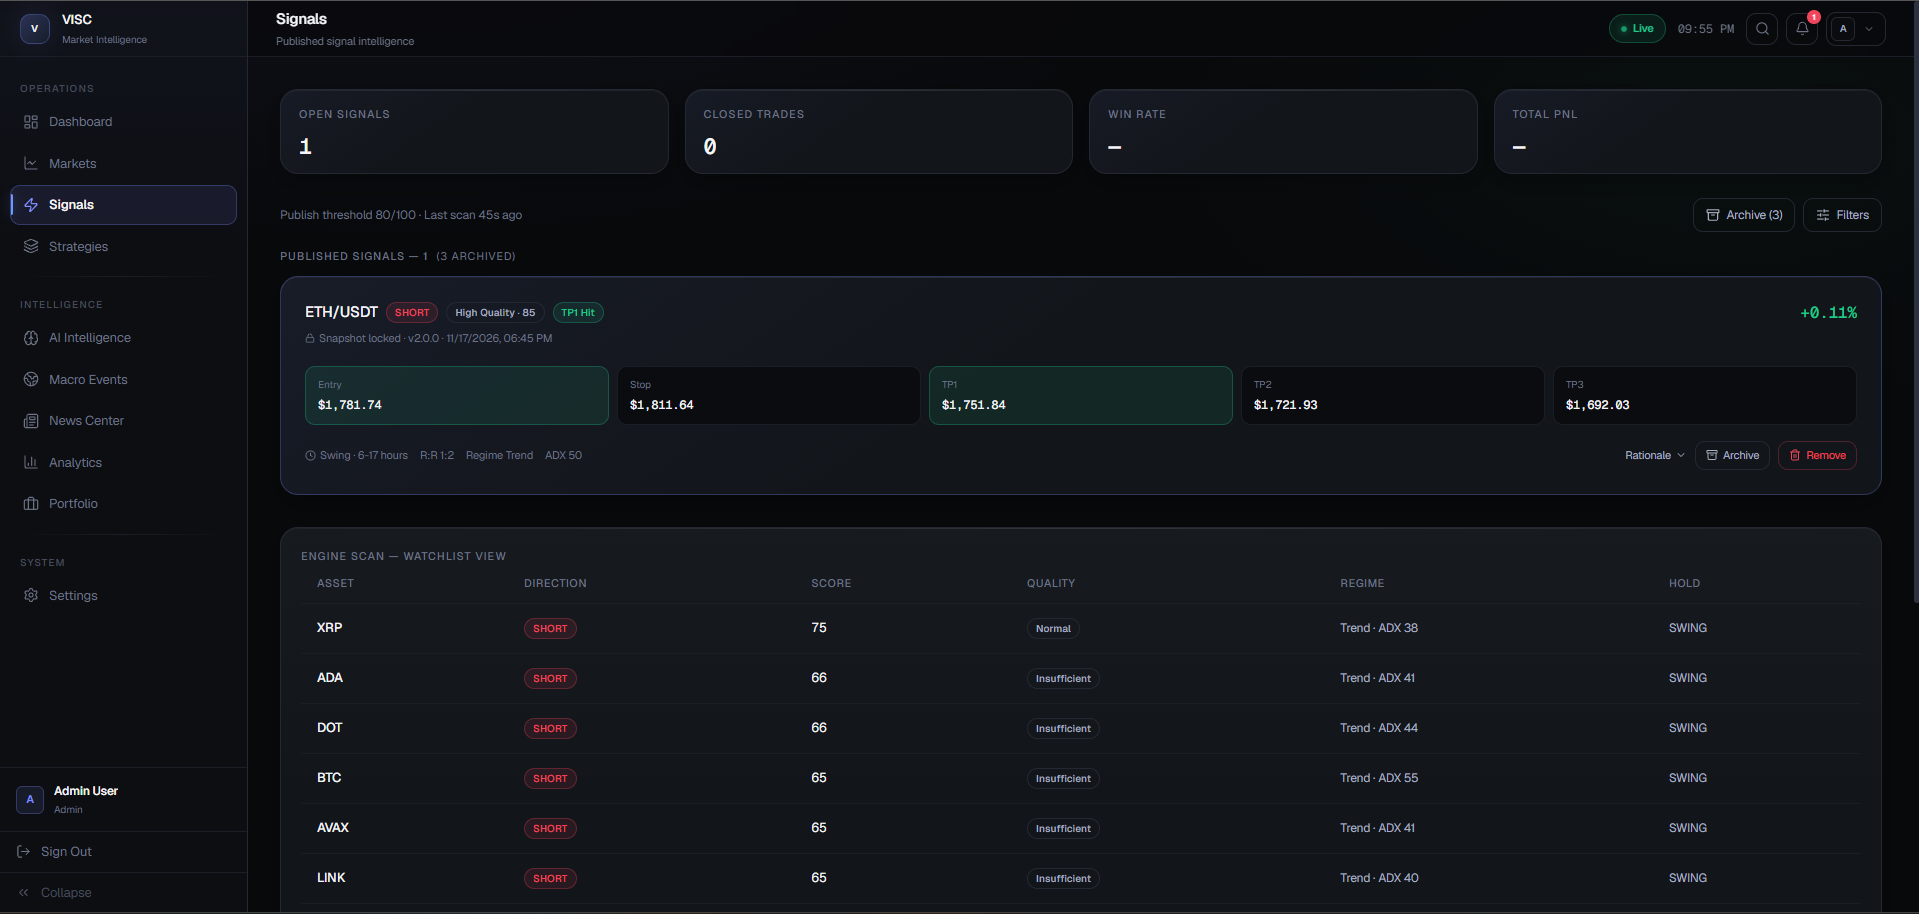 V
VISC
Market Intelligence
OPERATIONS
Dashboard
Markets
Signals
Strategies
INTELLIGENCE
AI Intelligence
Macro Events
News Center
Analytics
Portfolio
SYSTEM
Settings
A
Admin User
Admin
Sign Out
Collapse
Signals
Published signal intelligence
Live 09:55 PM 1 A
OPEN SIGNALS
1
CLOSED TRADES
0
WIN RATE
—
TOTAL PNL
—
Publish threshold 80/100 · Last scan 45s ago
Archive (3) Filters
PUBLISHED SIGNALS — 1 (3 ARCHIVED)
ETH/USDT SHORT High Quality · 85 TP1 Hit +0.11%
Snapshot locked · v2.0.0 · 11/17/2026, 06:45 PM
Entry
$1,781.74
Stop
$1,811.64
TP1
$1,751.84
TP2
$1,721.93
TP3
$1,692.03
Swing · 6-17 hours R:R 1:2 Regime Trend ADX 50 Rationale Archive Remove
ENGINE SCAN — WATCHLIST VIEW
ASSET DIRECTION SCORE QUALITY REGIME HOLD
XRP SHORT 75 Normal Trend · ADX 38 SWING
ADA SHORT 66 Insufficient Trend · ADX 41 SWING
DOT SHORT 66 Insufficient Trend · ADX 44 SWING
BTC SHORT 65 Insufficient Trend · ADX 55 SWING
AVAX SHORT 65 Insufficient Trend · ADX 41 SWING
LINK SHORT 65 Insufficient Trend · ADX 40 SWING